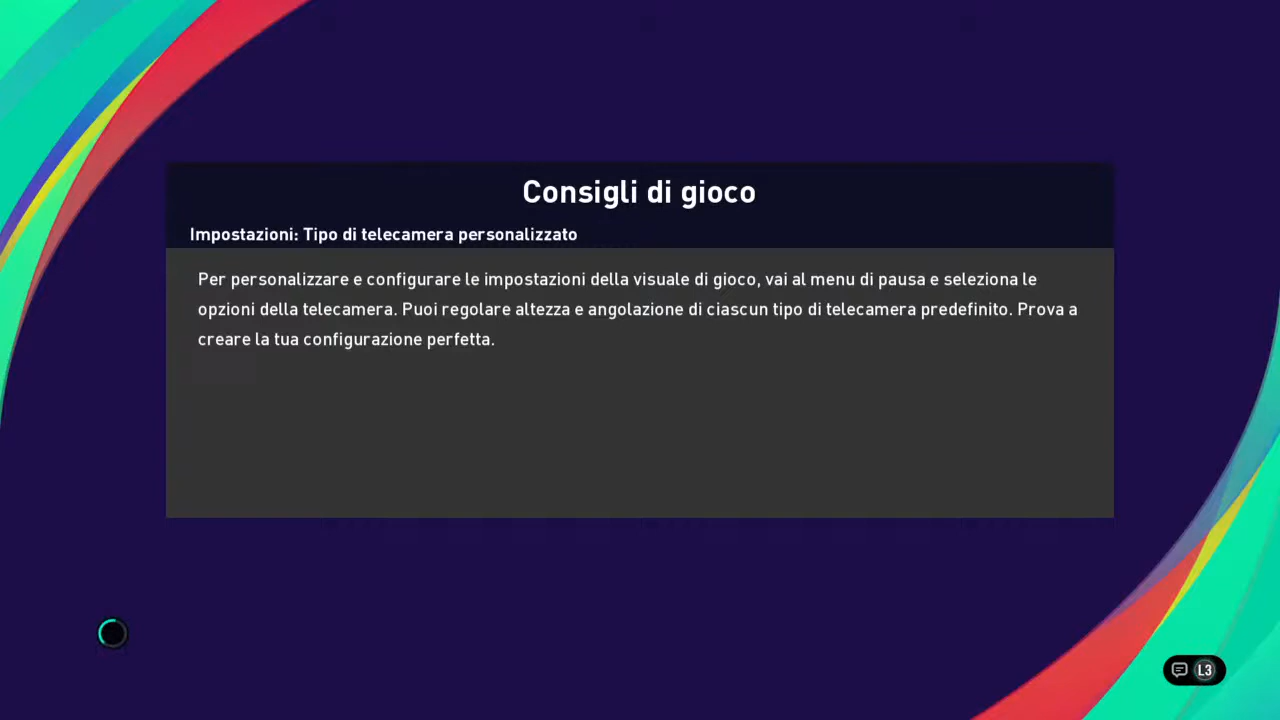 Consigli di gioco
Impostazioni: Tipo di telecamera personalizzato
Per personalizzare e configurare le impostazioni della visuale di gioco, vai al menu di pausa e seleziona le
opzioni della telecamera. Puoi regolare altezza e angolazione di ciascun tipo di telecamera predefinito. Prova a
creare la tua configurazione perfetta.
L3